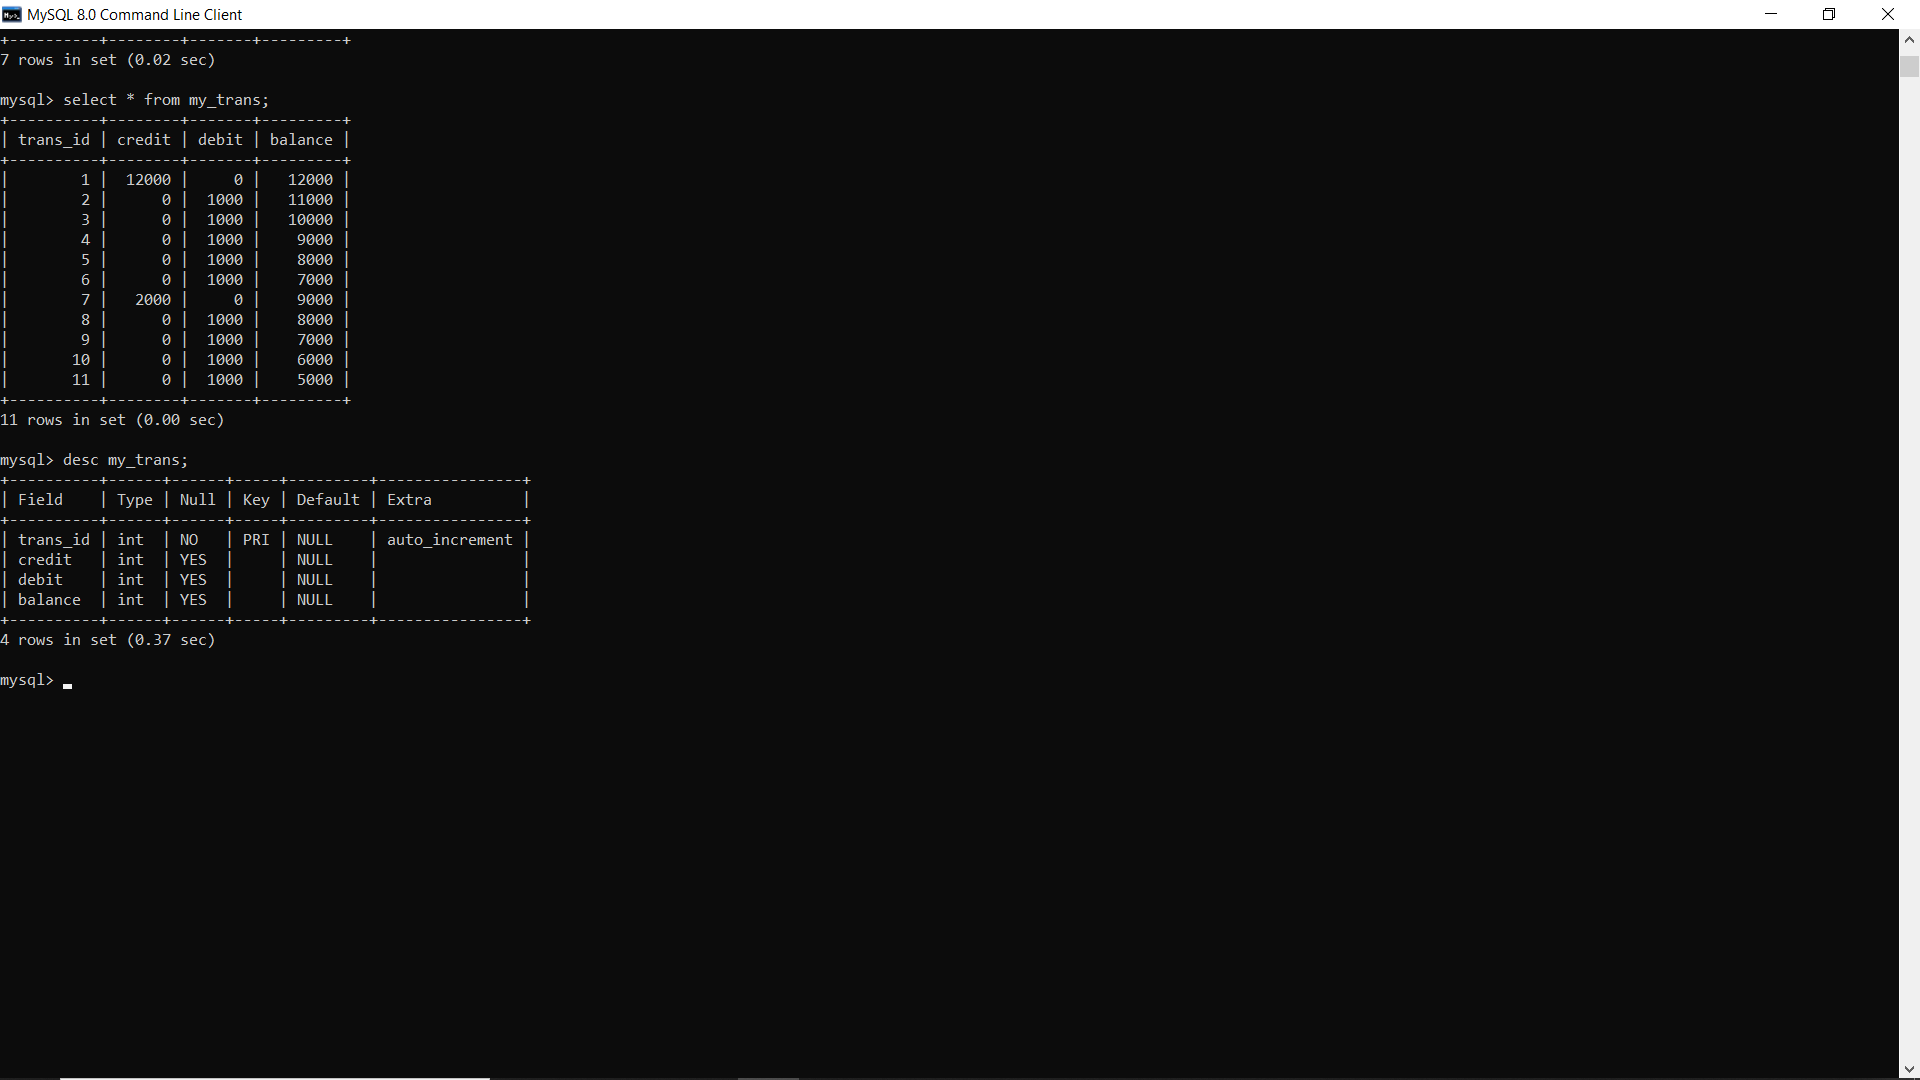 MySQL 8.0 Command Line Client
+----------+--------+-------+---------+
7 rows in set (0.02 sec)
mysql> select * from my_trans;
+----------+--------+-------+---------+
| trans_id | credit | debit | balance |
+----------+--------+-------+---------+
|        1 |  12000 |     0 |   12000 |
|        2 |      0 |  1000 |   11000 |
|        3 |      0 |  1000 |   10000 |
|        4 |      0 |  1000 |    9000 |
|        5 |      0 |  1000 |    8000 |
|        6 |      0 |  1000 |    7000 |
|        7 |   2000 |     0 |    9000 |
|        8 |      0 |  1000 |    8000 |
|        9 |      0 |  1000 |    7000 |
|       10 |      0 |  1000 |    6000 |
|       11 |      0 |  1000 |    5000 |
+----------+--------+-------+---------+
11 rows in set (0.00 sec)
mysql> desc my_trans;
+----------+------+------+-----+---------+----------------+
| Field    | Type | Null | Key | Default | Extra          |
+----------+------+------+-----+---------+----------------+
| trans_id | int  | NO   | PRI | NULL    | auto_increment |
| credit   | int  | YES  |     | NULL    |                |
| debit    | int  | YES  |     | NULL    |                |
| balance  | int  | YES  |     | NULL    |                |
+----------+------+------+-----+---------+----------------+
4 rows in set (0.37 sec)
mysql> _